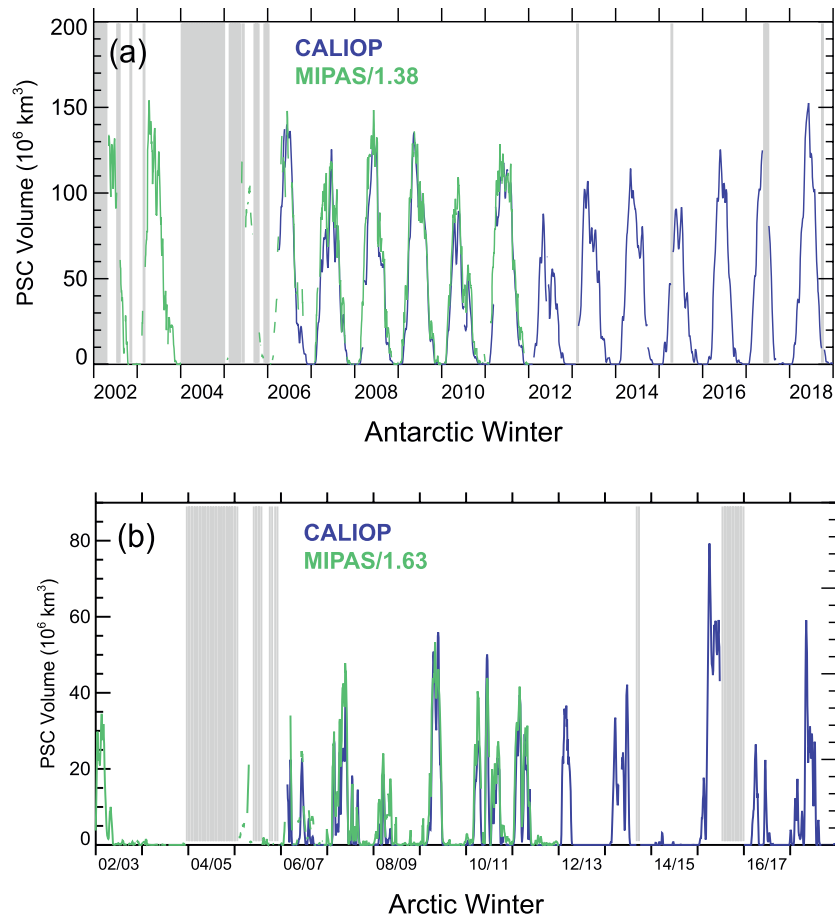 200
(a)
CALIOP
MIPAS/1.38
150
100
50
0
PSC Volume (10⁶ km³)
2002 2004 2006 2008 2010 2012 2014 2016 2018
Antarctic Winter
(b)
CALIOP
MIPAS/1.63
80
60
40
20
0
PSC Volume (10⁶ km³)
02/03 04/05 06/07 08/09 10/11 12/13 14/15 16/17
Arctic Winter